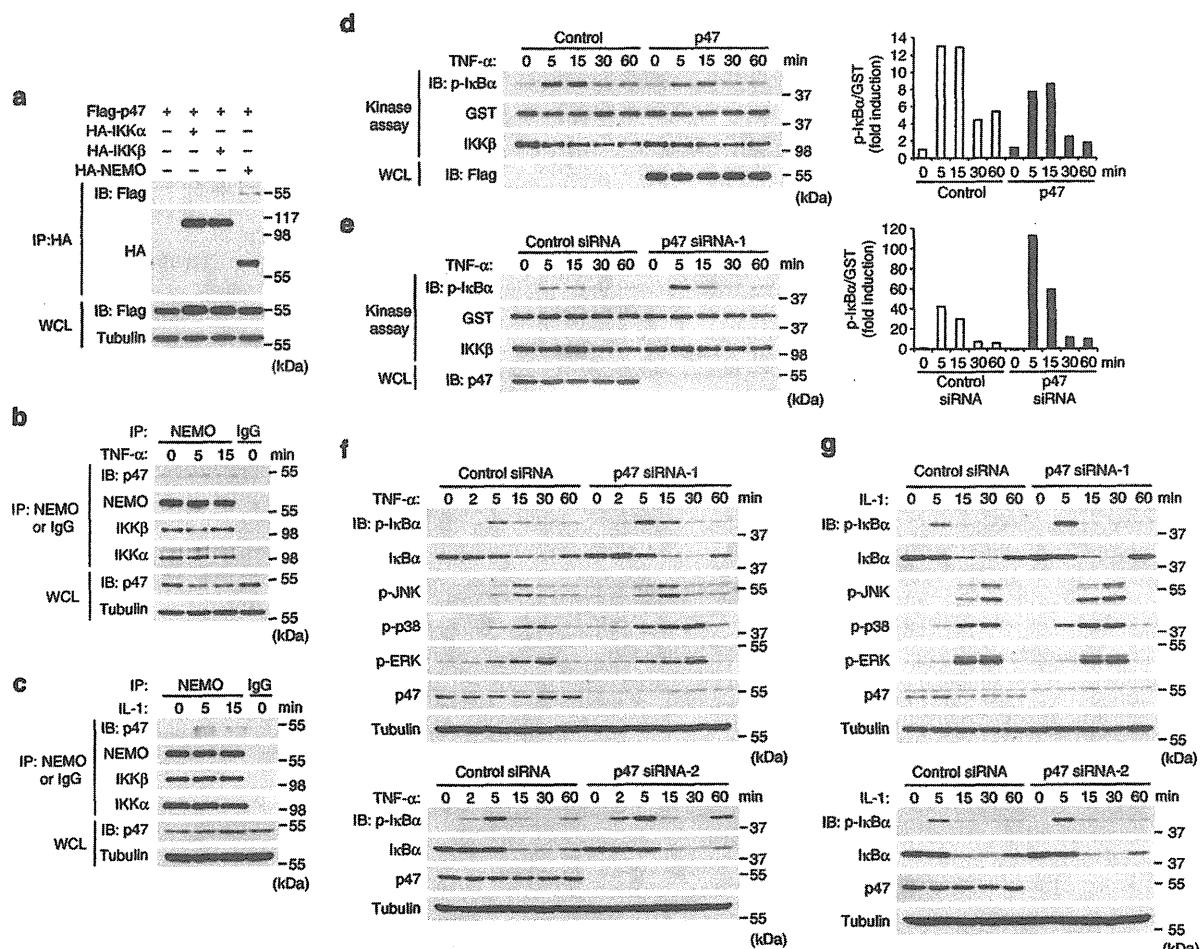 a
Flag-p47 + + + +
HA-IKKα – + – –
HA-IKKβ – – + –
HA-NEMO – – – +
IP:HA
IB: Flag
55
HA
117
98
55
WCL
IB: Flag
55
Tubulin
55
(kDa)
b
IP: NEMO IgG
TNF-α: 0 5 15 0 min
IP: NEMO or IgG
IB: p47
55
NEMO
55
IKKβ
98
IKKα
98
WCL
IB: p47
55
Tubulin
55
(kDa)
c
IP: NEMO IgG
IL-1: 0 5 15 0 min
IP: NEMO or IgG
IB: p47
55
NEMO
55
IKKβ
98
IKKα
98
WCL
IB: p47
55
Tubulin
55
(kDa)
d
Control p47
TNF-α: 0 5 15 30 60 0 5 15 30 60 min
Kinase assay
IB: p-IκBα
37
GST
37
IKKβ
98
WCL
IB: Flag
55
(kDa)
p-IκBα/GST
(fold induction)
14
12
10
8
6
4
2
0
0 5 15 30 60 0 5 15 30 60 min
Control p47
e
Control siRNA p47 siRNA-1
TNF-α: 0 5 15 30 60 0 5 15 30 60 min
Kinase assay
IB: p-IκBα
37
GST
37
IKKβ
98
WCL
IB: p47
55
(kDa)
p-IκBα/GST
(fold induction)
120
100
80
60
40
20
0
0 5 15 30 60 0 5 15 30 60 min
Control siRNA
p47 siRNA
f
Control siRNA p47 siRNA-1
TNF-α: 0 2 5 15 30 60 0 2 5 15 30 60 min
IB: p-IκBα
37
IκBα
37
p-JNK
55
p-p38
37
p-ERK
55
p47
55
Tubulin
55
(kDa)
Control siRNA p47 siRNA-2
TNF-α: 0 2 5 15 30 60 0 2 5 15 30 60 min
IB: p-IκBα
37
IκBα
37
p47
55
Tubulin
55
(kDa)
g
Control siRNA p47 siRNA-1
IL-1: 0 5 15 30 60 0 5 15 30 60 min
IB: p-IκBα
37
IκBα
37
p-JNK
55
p-p38
37
p-ERK
55
p47
55
Tubulin
55
(kDa)
Control siRNA p47 siRNA-2
IL-1: 0 5 15 30 60 0 5 15 30 60 min
IB: p-IκBα
37
IκBα
37
p47
55
Tubulin
55
(kDa)